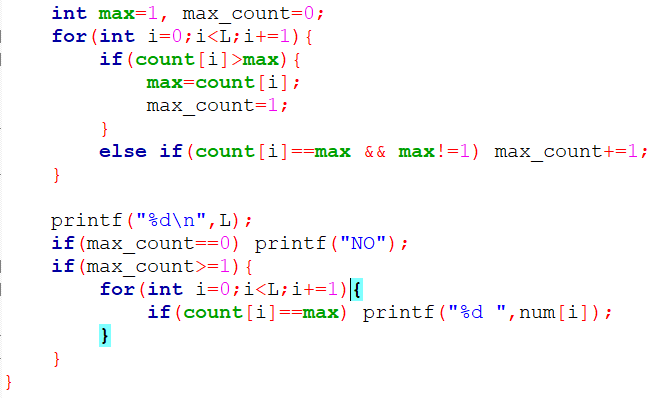 int max=1, max_count=0;
for(int i=0;i<L;i+=1){
if(count[i]>max){
max=count[i];
max_count=1;
}
else if(count[i]==max && max!=1) max_count+=1;
}
printf("%d\n",L);
if(max_count==0) printf("NO");
if(max_count>=1){
for(int i=0;i<L;i+=1){
if(count[i]==max) printf("%d ",num[i]);
}
}
}